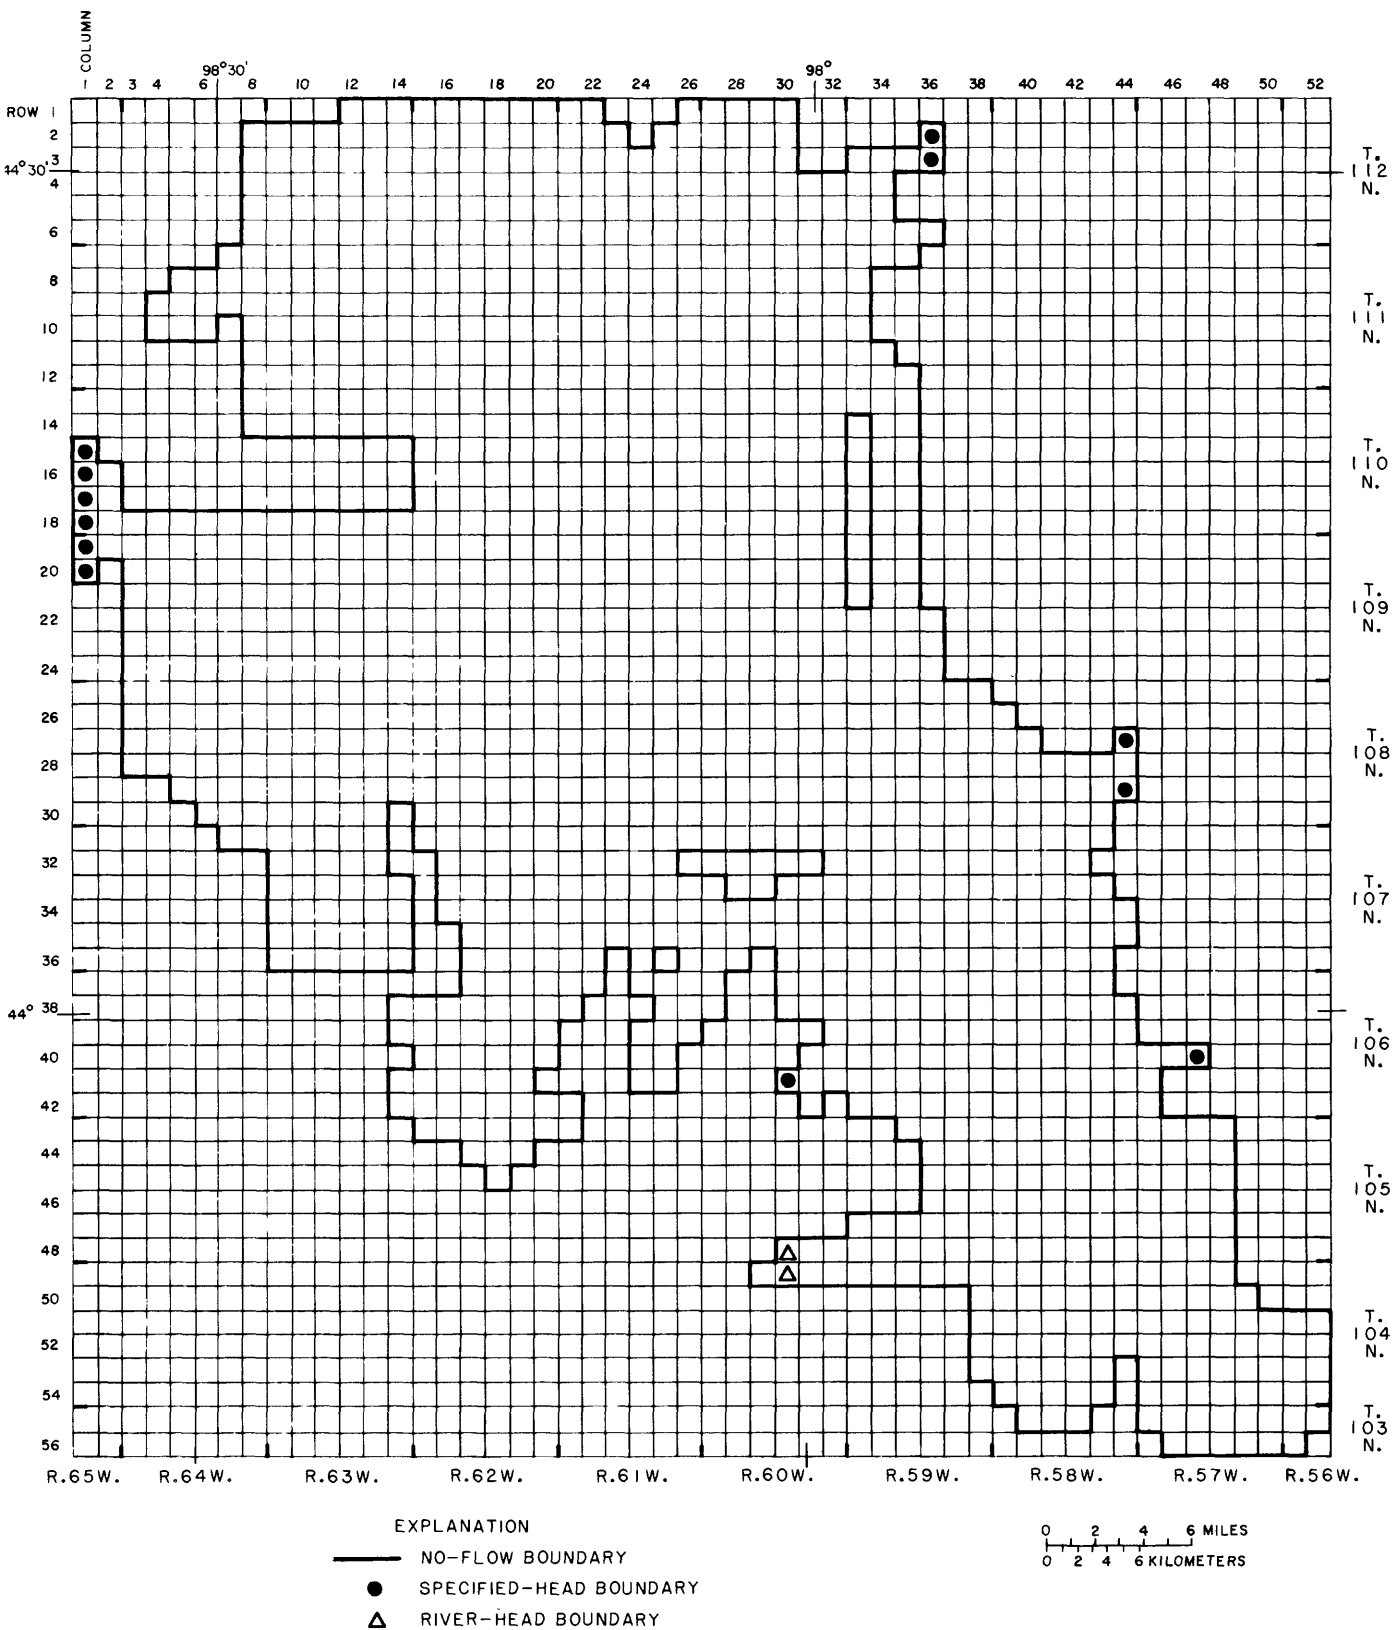 COLUMN
98°30' 98°
1 2 3 4 6 8 10 12 14 16 18 20 22 24 26 28 30 32 34 36 38 40 42 44 46 48 50 52
ROW 1
2
3
44°30'
4
6
8
10
12
14
16
18
20
22
24
26
28
30
32
34
36
38
44°
40
42
44
46
48
50
52
54
56
T.
112
N.
T.
111
N.
T.
110
N.
T.
109
N.
T.
108
N.
T.
107
N.
T.
106
N.
T.
105
N.
T.
104
N.
T.
103
N.
R.65W. R.64W. R.63W. R.62W. R.61W. R.60W. R.59W. R.58W. R.57W. R.56W.
EXPLANATION
NO-FLOW BOUNDARY
SPECIFIED-HEAD BOUNDARY
RIVER-HEAD BOUNDARY
0 2 4 6 MILES
0 2 4 6 KILOMETERS